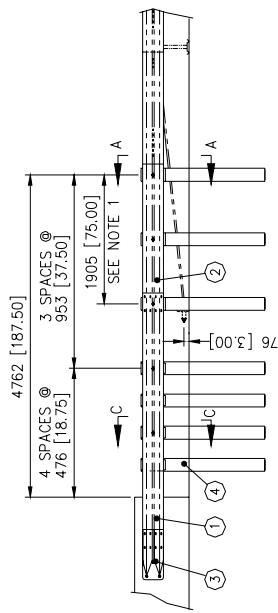 4762 [187.50]
4 SPACES @
476 [18.75]
3 SPACES @
953 [37.50]
1905 [75.00]
SEE NOTE 1
C
A
C
A
76 [3.00]
1
2
3
4